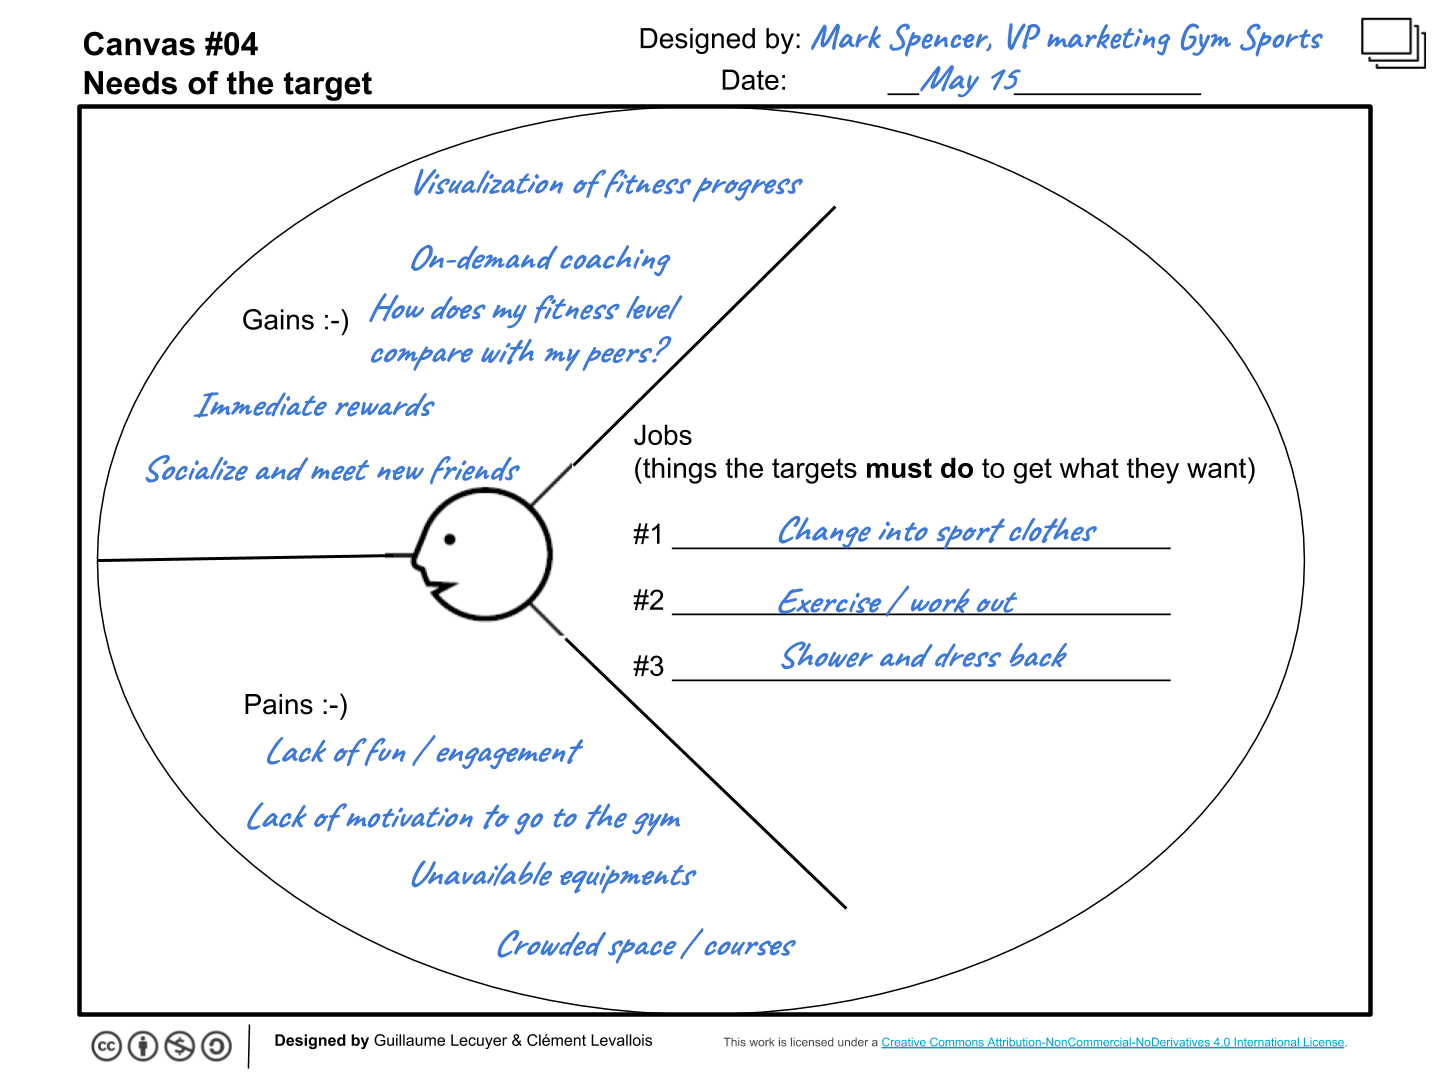 Canvas #04
Needs of the target
Designed by: Mark Spencer, VP marketing Gym Sports
Date: __May 15____________
Visualization of fitness progress
On-demand coaching
Gains :-)
How does my fitness level
compare with my peers?
Immediate rewards
Socialize and meet new friends
Jobs
(things the targets must do to get what they want)
#1 Change into sport clothes
#2 Exercise / work out
#3 Shower and dress back
Pains :-)
Lack of fun / engagement
Lack of motivation to go to the gym
Unavailable equipments
Crowded space / courses
cc
Designed by Guillaume Lecuyer & Clément Levallois
This work is licensed under a Creative Commons Attribution-NonCommercial-NoDerivatives 4.0 International License.